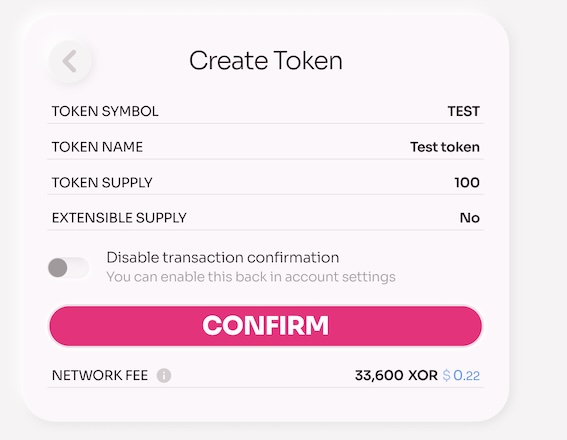 Create Token
TOKEN SYMBOL TEST
TOKEN NAME Test token
TOKEN SUPPLY 100
EXTENSIBLE SUPPLY No
Disable transaction confirmation
You can enable this back in account settings
CONFIRM
NETWORK FEE 33,600 XOR $ 0.22